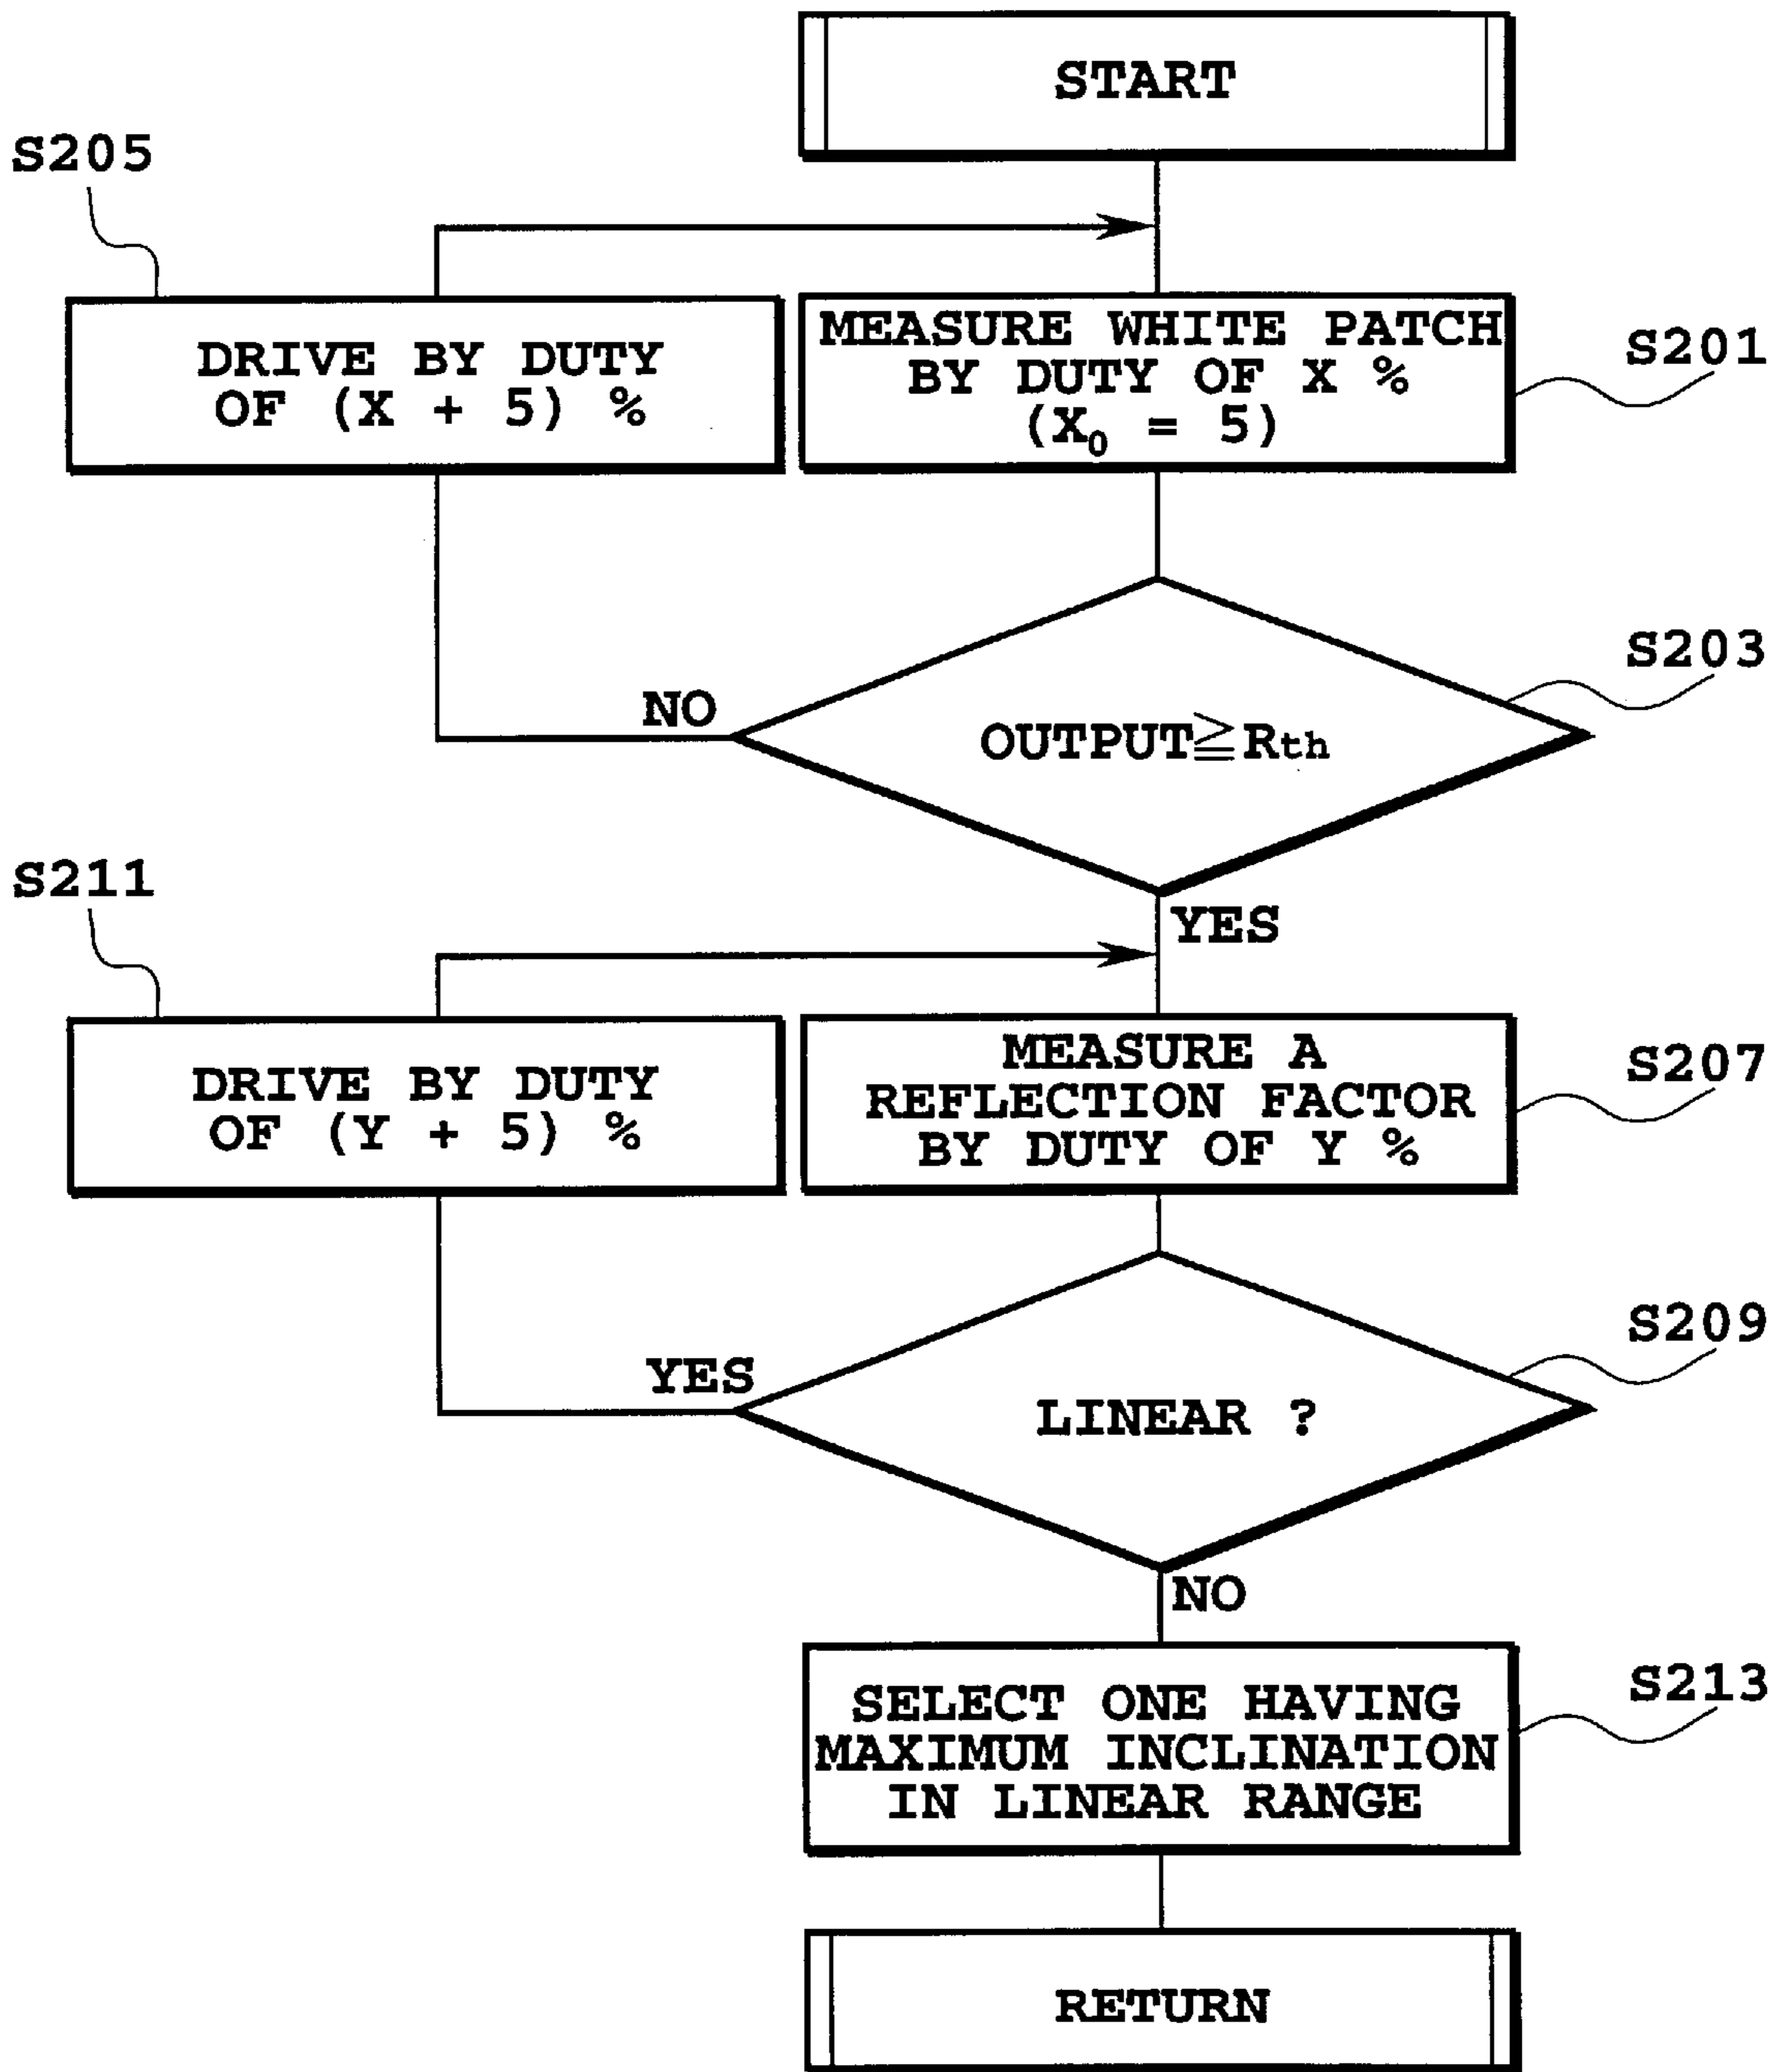 START
S205
DRIVE BY DUTY
OF (X + 5) %
MEASURE WHITE PATCH
BY DUTY OF X %
(X₀ = 5)
S201
S203
NO
OUTPUT≧Rth
YES
S211
DRIVE BY DUTY
OF (Y + 5) %
MEASURE A
REFLECTION FACTOR
BY DUTY OF Y %
S207
S209
YES
LINEAR ?
NO
SELECT ONE HAVING
MAXIMUM INCLINATION
IN LINEAR RANGE
S213
RETURN